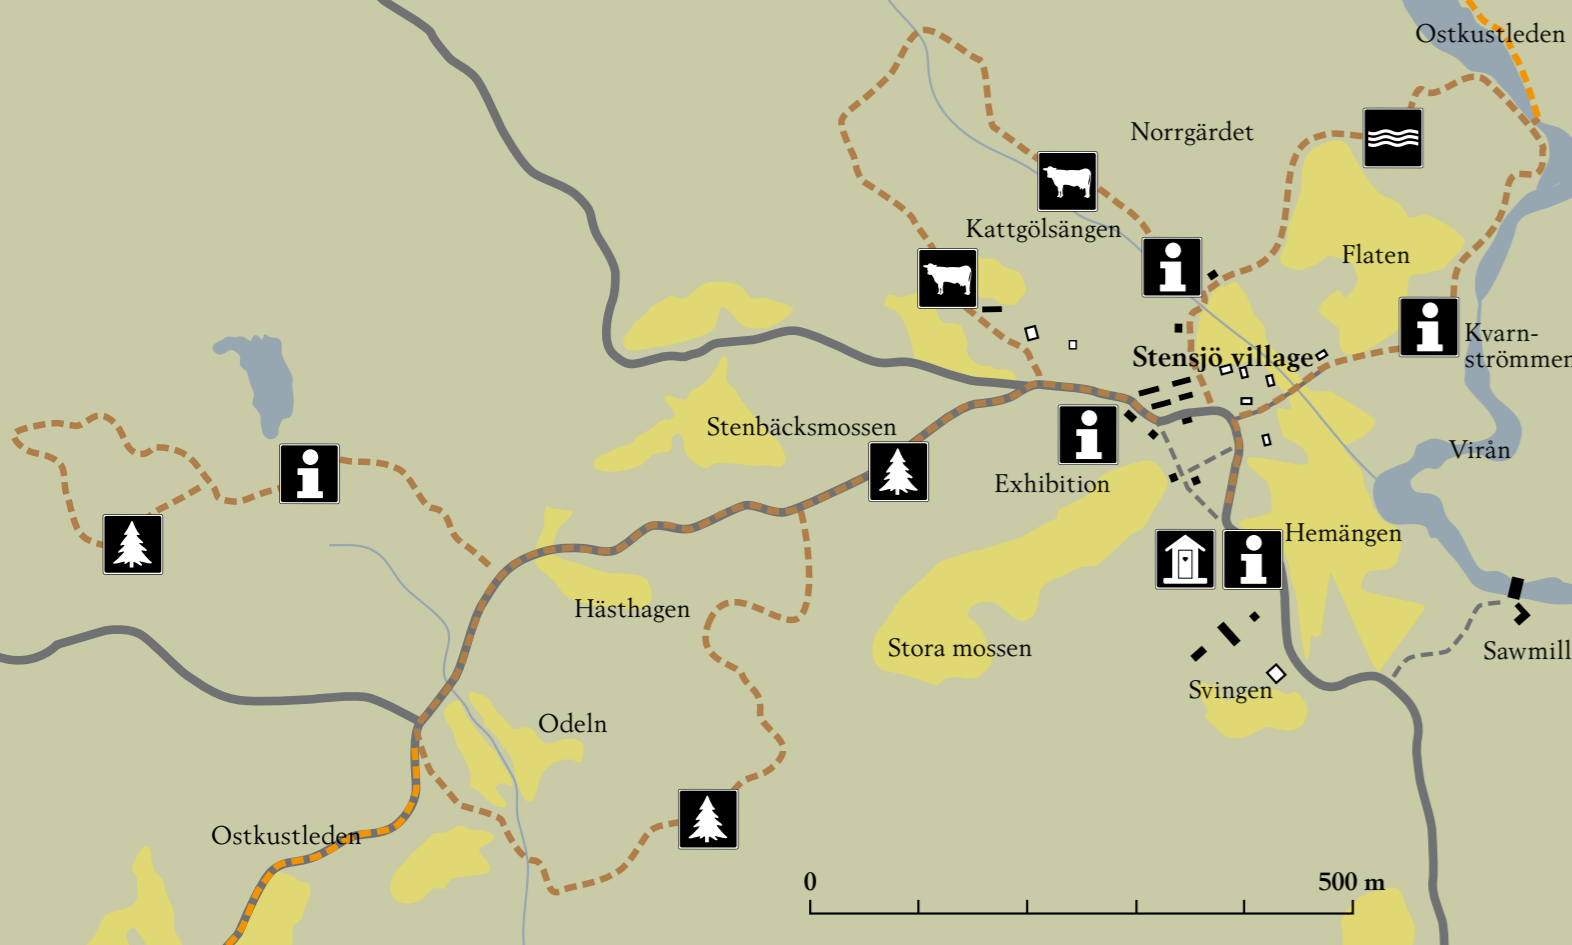 Ostkustleden
Norrgärdet
Kattgölsängen
Flaten
Kvarn-
strömmen
Stensjö village
Stenbäcksmossen
Virån
Exhibition
Hemängen
Hästhagen
Stora mossen
Sawmill
Svingen
Odeln
Ostkustleden
0 500 m